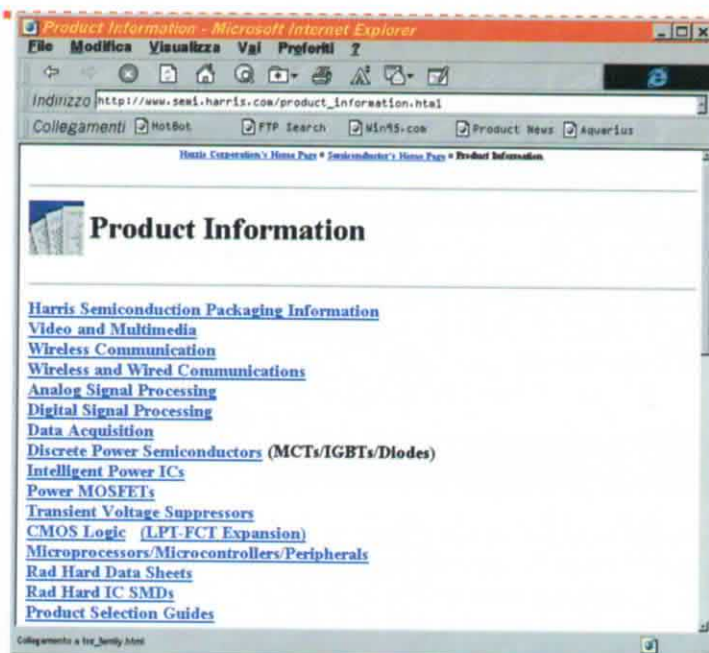 Product Information - Microsoft Internet Explorer
File Modifica Visualizza Vai Preferiti ?
Indirizzo http://www.semi.harris.com/product_information.html
Collegamenti HotBot FTP Search Win95.com Product News Aquarius
Harris Corporation's Home Page Semiconductor's Home Page Product Information
Product Information
Harris Semiconduction Packaging Information
Video and Multimedia
Wireless Communication
Wireless and Wired Communications
Analog Signal Processing
Digital Signal Processing
Data Acquisition
Discrete Power Semiconductors (MCTs/IGBTs/Diodes)
Intelligent Power ICs
Power MOSFETs
Transient Voltage Suppressors
CMOS Logic (LPT-FCT Expansion)
Microprocessors/Microcontrollers/Peripherals
Rad Hard Data Sheets
Rad Hard IC SMDs
Product Selection Guides
Collegamento a